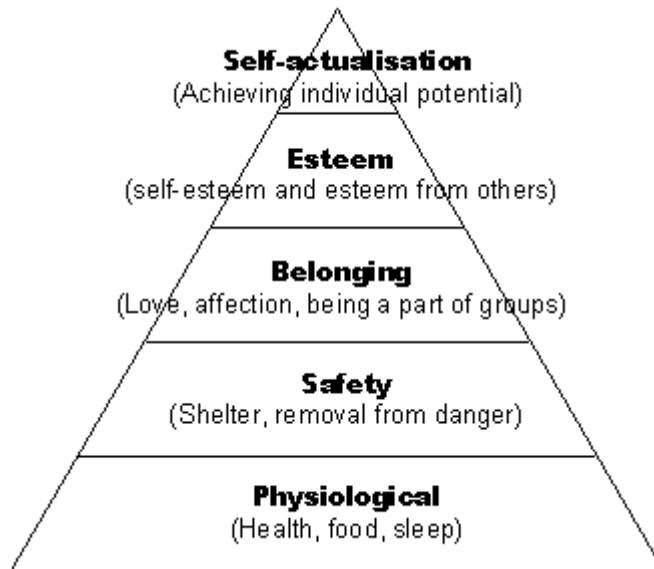 Self-actualisation
(Achieving individual potential)
Esteem
(self-esteem and esteem from others)
Belonging
(Love, affection, being a part of groups)
Safety
(Shelter, removal from danger)
Physiological
(Health, food, sleep)